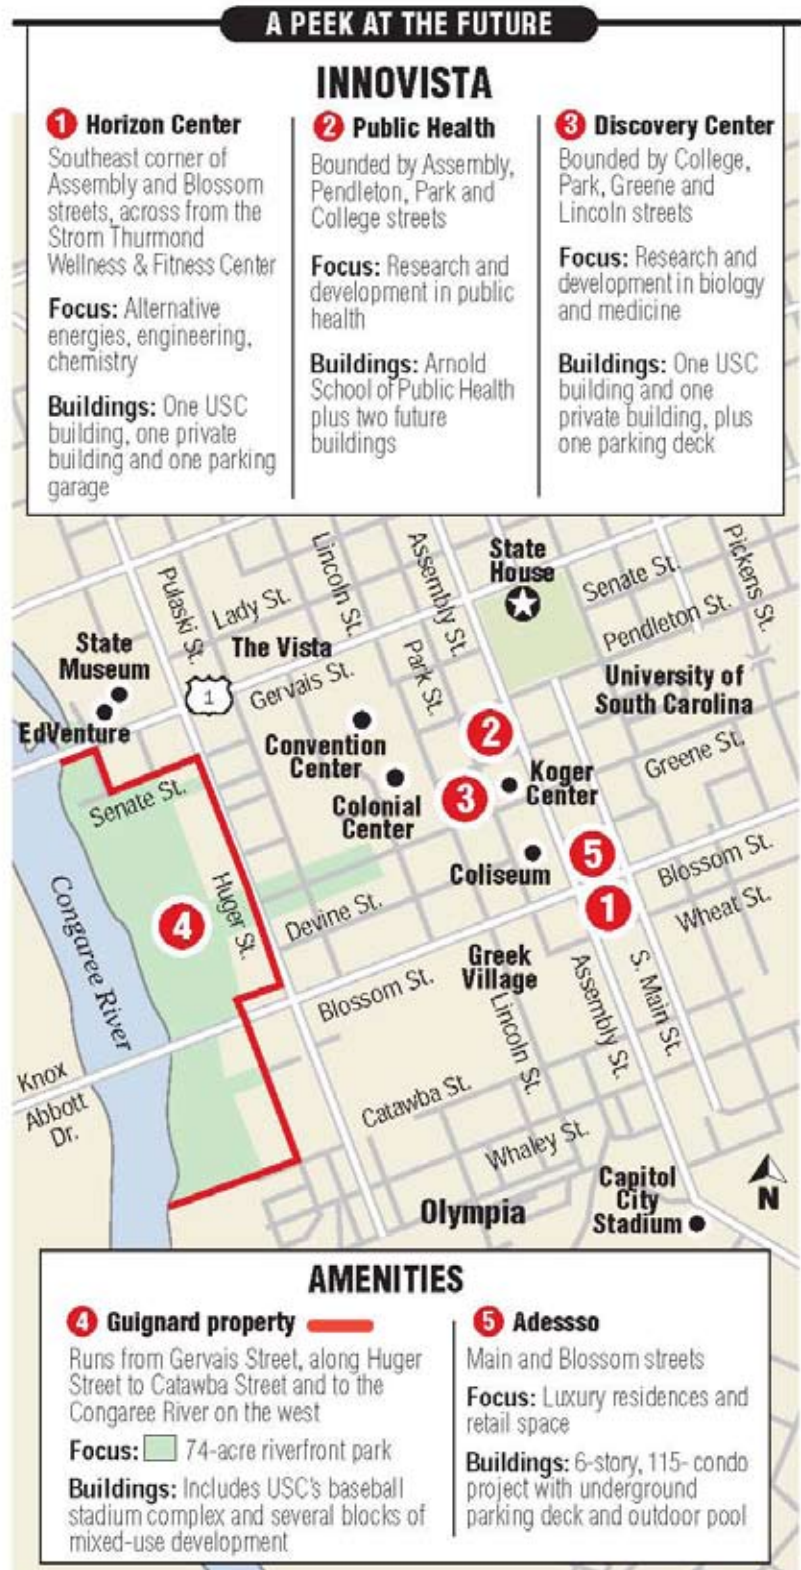 A PEEK AT THE FUTURE
INNOVISTA
1 Horizon Center
Southeast corner of
Assembly and Blossom
streets, across from the
Strom Thurmond
Wellness & Fitness Center
Focus: Alternative
energies, engineering,
chemistry
Buildings: One USC
building, one private
building and one parking
garage
2 Public Health
Bounded by Assembly,
Pendleton, Park and
College streets
Focus: Research and
development in public
health
Buildings: Arnold
School of Public Health
plus two future
buildings
3 Discovery Center
Bounded by College,
Park, Greene and
Lincoln streets
Focus: Research and
development in biology
and medicine
Buildings: One USC
building and one
private building, plus
one parking deck
Pulaski St.
Lady St.
Lincoln St.
Assembly St.
State
House
Senate St.
Pickens St.
Pendleton St.
State
Museum
The Vista
Park St.
1
Gervais St.
University of
South Carolina
EdVenture
Convention
Center
2
Koger
Center
Greene St.
Senate St.
Colonial
Center
3
Coliseum
5
Blossom St.
Congaree River
4
Huger St.
Devine St.
1
Wheat St.
Greek
Village
Blossom St.
Lincoln St.
Assembly St.
S. Main St.
Knox
Abbott
Dr.
Catawba St.
Whaley St.
Olympia
Capitol
City
Stadium
N
AMENITIES
4 Guignard property
Runs from Gervais Street, along Huger
Street to Catawba Street and to the
Congaree River on the west
Focus: 74-acre riverfront park
Buildings: Includes USC's baseball
stadium complex and several blocks of
mixed-use development
5 Adessso
Main and Blossom streets
Focus: Luxury residences and
retail space
Buildings: 6-story, 115- condo
project with underground
parking deck and outdoor pool